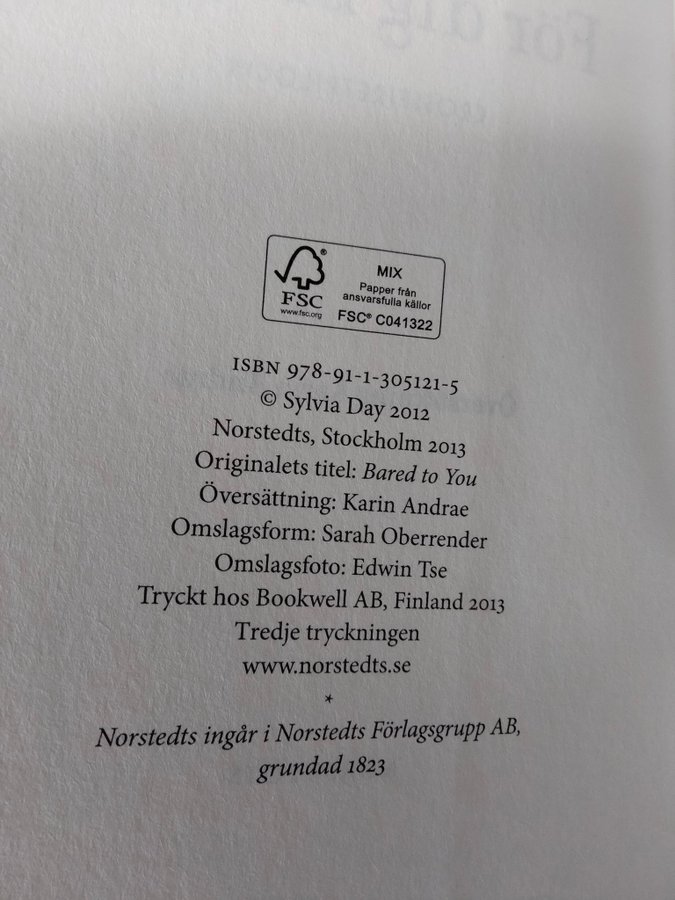 FSC®
www.fsc.org
MIX
Papper från
ansvarsfulla källor
FSC® C041322
ISBN 978-91-1-305121-5
© Sylvia Day 2012
Norstedts, Stockholm 2013
Originalets titel: Bared to You
Översättning: Karin Andrae
Omslagsform: Sarah Oberrender
Omslagsfoto: Edwin Tse
Tryckt hos Bookwell AB, Finland 2013
Tredje tryckningen
www.norstedts.se
*
Norstedts ingår i Norstedts Förlagsgrupp AB,
grundad 1823